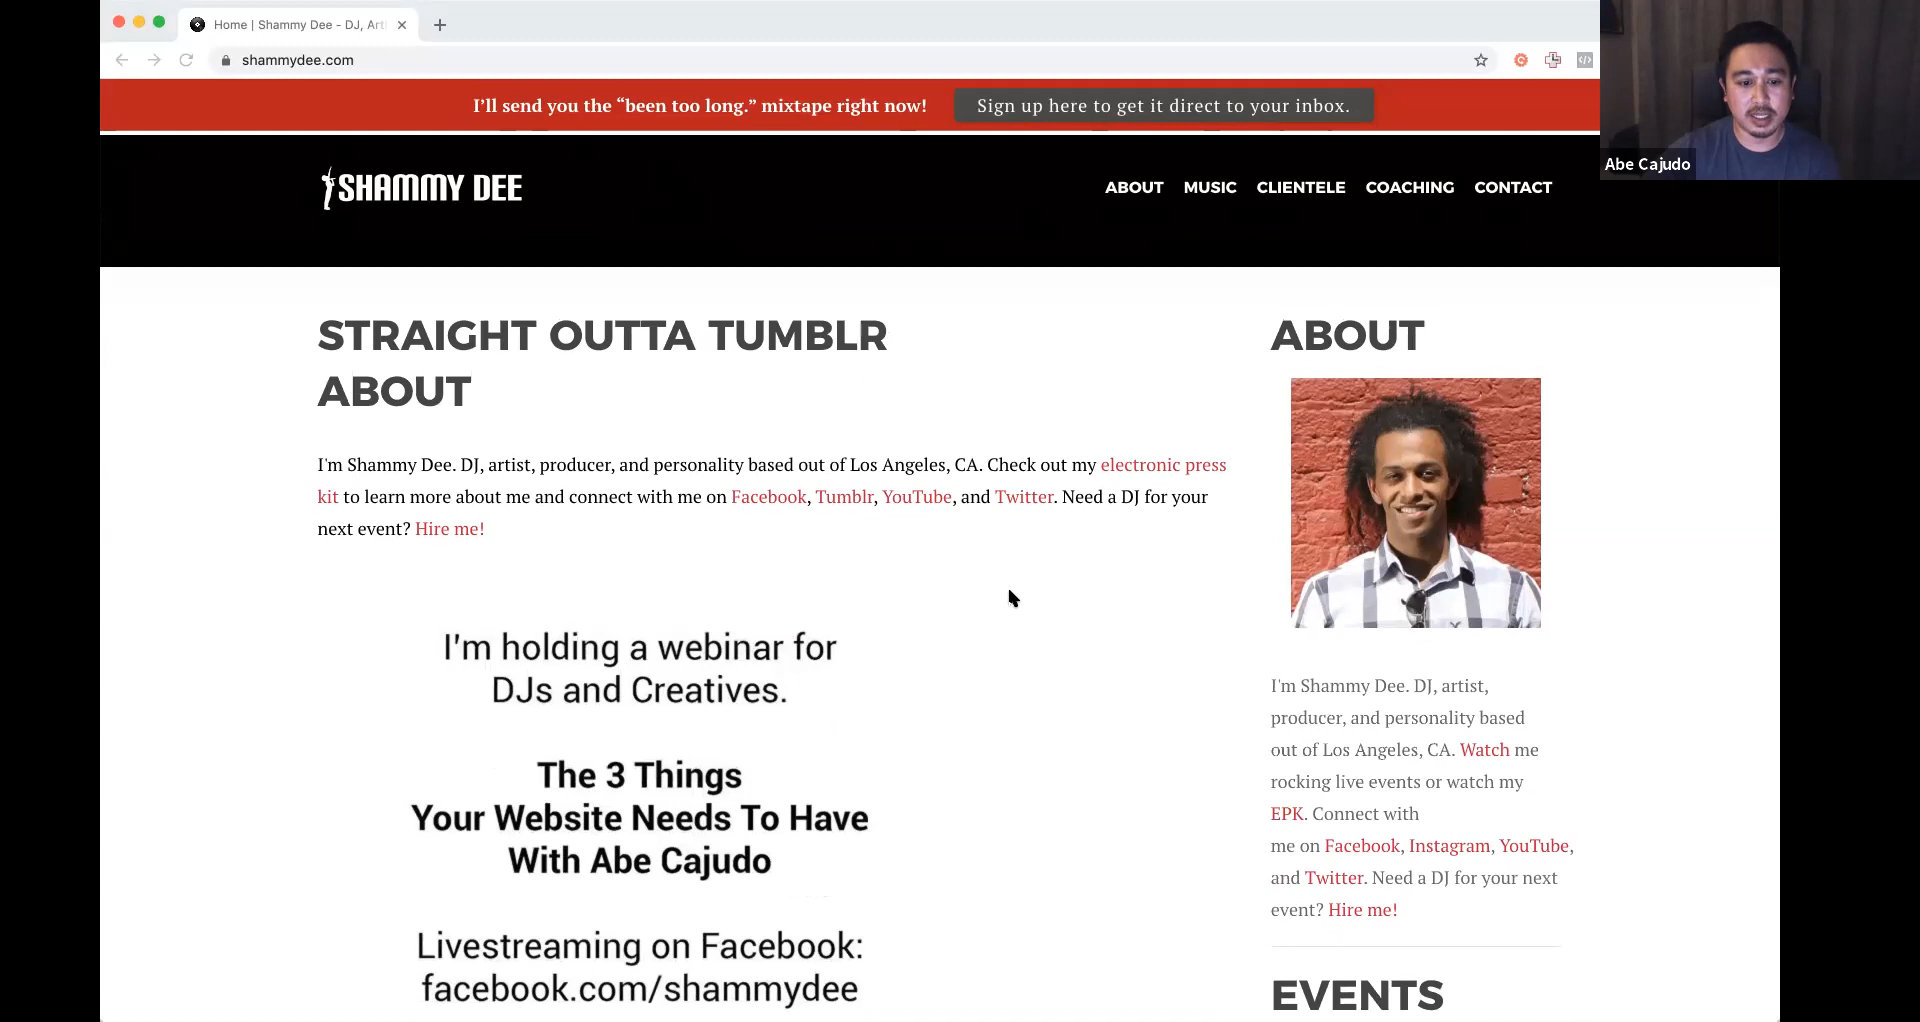 Home | Shammy Dee - DJ, Art
shammydee.com
I’ll send you the “been too long.” mixtape right now!
Sign up here to get it direct to your inbox.
Abe Cajudo
SHAMMY DEE
ABOUT MUSIC CLIENTELE COACHING CONTACT
STRAIGHT OUTTA TUMBLR
ABOUT
I'm Shammy Dee. DJ, artist, producer, and personality based out of Los Angeles, CA. Check out my electronic press
kit to learn more about me and connect with me on Facebook, Tumblr, YouTube, and Twitter. Need a DJ for your
next event? Hire me!
I'm holding a webinar for
DJs and Creatives.
The 3 Things
Your Website Needs To Have
With Abe Cajudo
Livestreaming on Facebook:
facebook.com/shammydee
ABOUT
I'm Shammy Dee. DJ, artist,
producer, and personality based
out of Los Angeles, CA. Watch me
rocking live events or watch my
EPK. Connect with
me on Facebook, Instagram, YouTube,
and Twitter. Need a DJ for your next
event? Hire me!
EVENTS